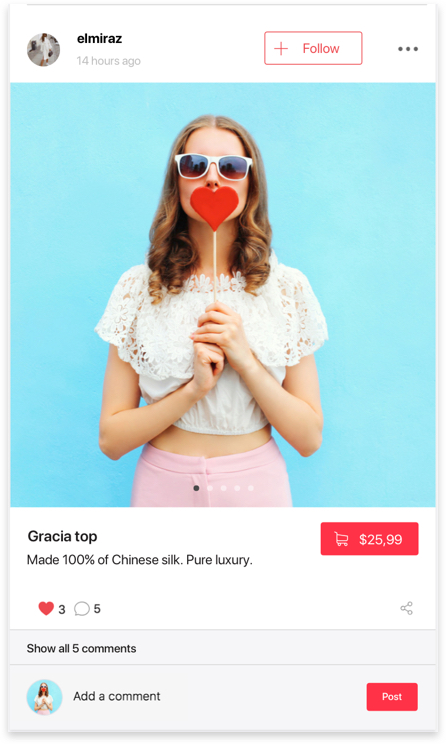 elmiraz
14 hours ago
Follow
Gracia top
$25,99
Made 100% of Chinese silk. Pure luxury.
3
5
Show all 5 comments
Add a comment
Post